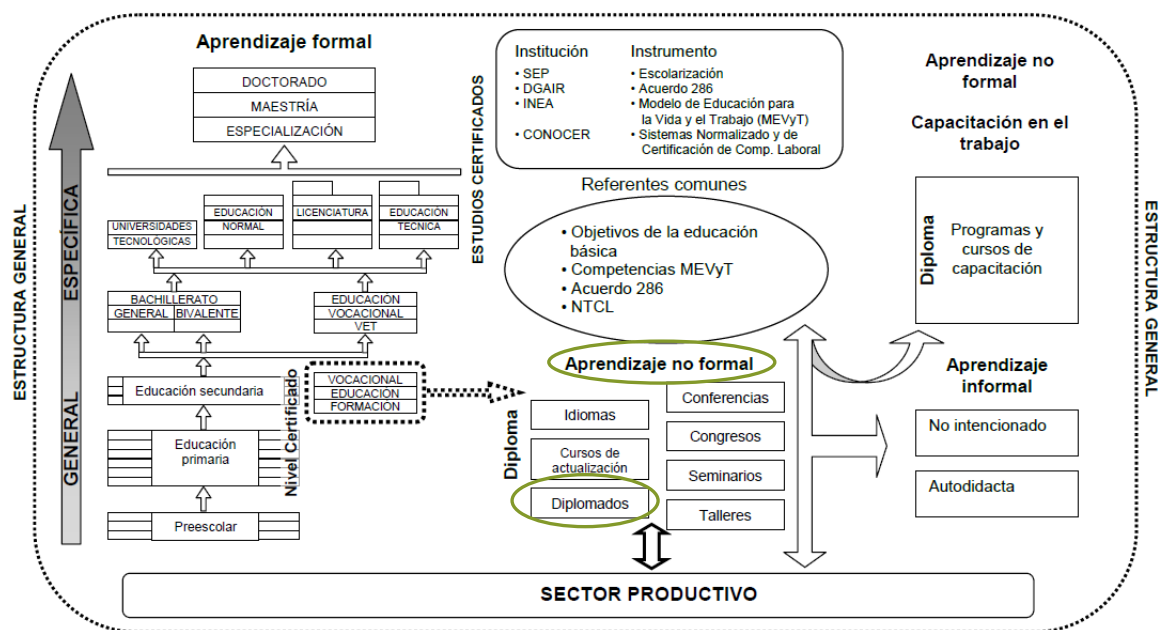 ESTRUCTURA GENERAL
GENERAL
ESPECÍFICA
Aprendizaje formal
DOCTORADO
MAESTRÍA
ESPECIALIZACIÓN
UNIVERSIDADES
TECNOLÓGICAS
EDUCACIÓN
NORMAL
LICENCIATURA
EDUCACIÓN
TECNICA
BACHILLERATO
GENERAL
BIVALENTE
EDUCACIÓN
VOCACIONAL
VET
Educación secundaria
Educación
primaria
Preescolar
Nivel Certificado
VOCACIONAL
EDUCACIÓN
FORMACION
ESTUDIOS CERTIFICADOS
Institución Instrumento
• SEP • Escolarización
• DGAIR • Acuerdo 286
• INEA • Modelo de Educación para
la Vida y el Trabajo (MEVyT)
• CONOCER • Sistemas Normalizado y de
Certificación de Comp. Laboral
Referentes comunes
• Objetivos de la educación
básica
• Competencias MEVyT
• Acuerdo 286
• NTCL
Aprendizaje no formal
Diploma
Idiomas
Cursos de
actualización
Diplomados
Conferencias
Congresos
Seminarios
Talleres
Aprendizaje no
formal
Capacitación en el
trabajo
Diploma
Programas y
cursos de
capacitación
Aprendizaje
informal
No intencionado
Autodidacta
ESTRUCTURA GENERAL
SECTOR PRODUCTIVO